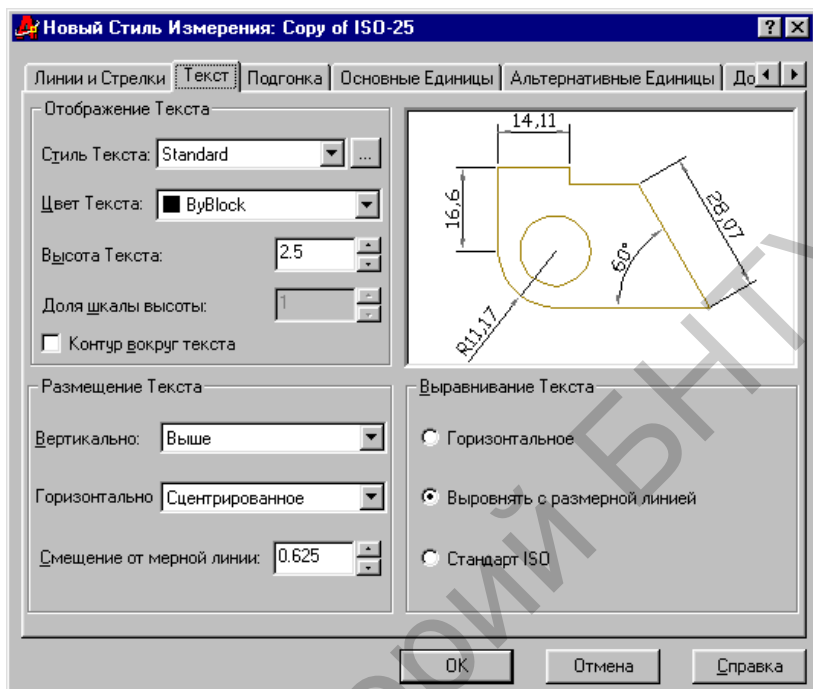 Новый Стиль Измерения: Copy of ISO-25
Линии и Стрелки Текст Подгонка Основные Единицы Альтернативные Единицы До
Отображение Текста
Стиль Текста: Standard ...
Цвет Текста: ByBlock
Высота Текста: 2.5
Доля шкалы высоты: 1
Контур вокруг текста
14,11
16,6
28,07
60°
R11,17
Размещение Текста
Вертикально: Выше
Горизонтально Сцентрированное
Смещение от мерной линии: 0.625
Выравнивание Текста
Горизонтальное
Выровнять с размерной линией
Стандарт ISO
OK Отмена Справка
БНТУ